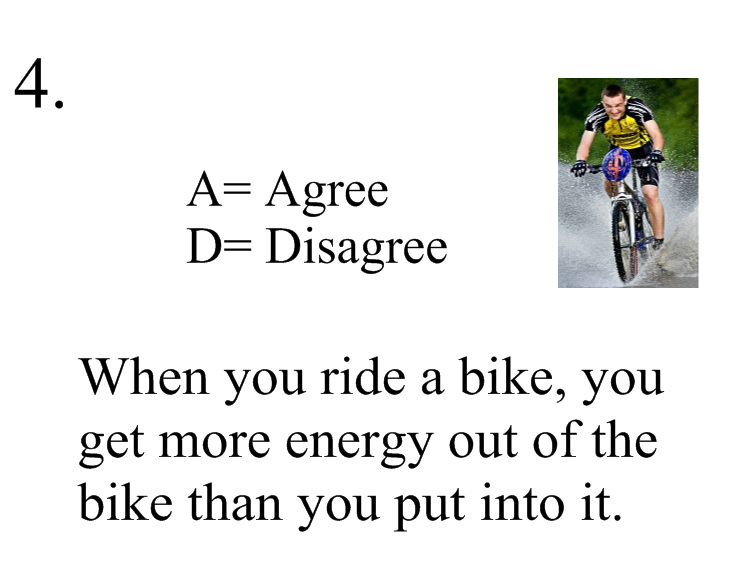 4.
A= Agree
D= Disagree
When you ride a bike, you
get more energy out of the
bike than you put into it.